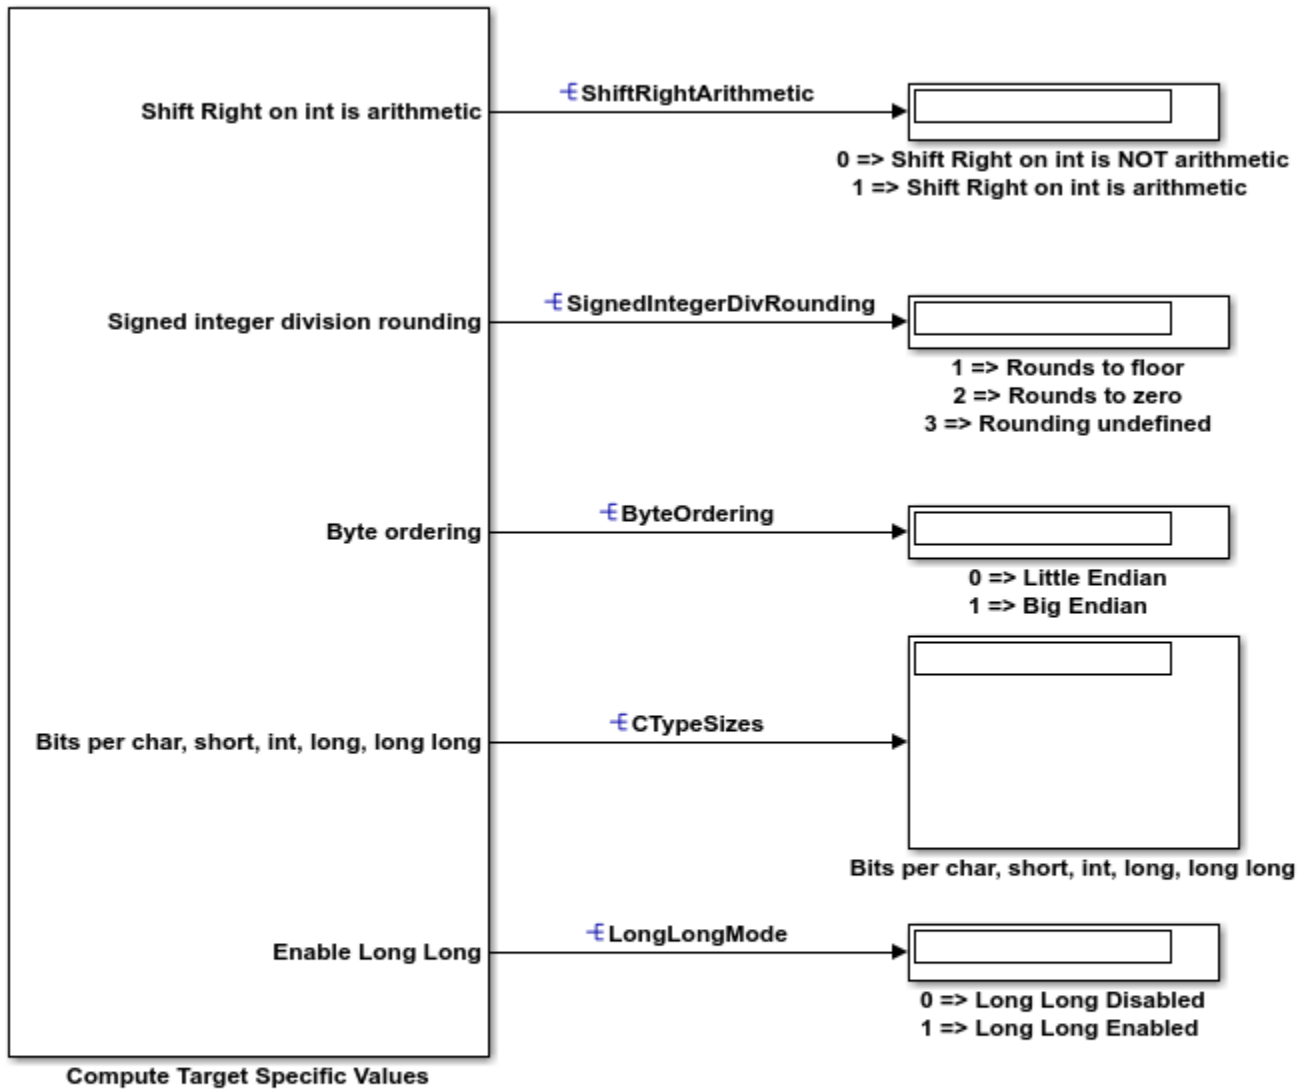 Shift Right on int is arithmetic
ShiftRightArithmetic
0 => Shift Right on int is NOT arithmetic
1 => Shift Right on int is arithmetic
Signed integer division rounding
SignedIntegerDivRounding
1 => Rounds to floor
2 => Rounds to zero
3 => Rounding undefined
Byte ordering
ByteOrdering
0 => Little Endian
1 => Big Endian
Bits per char, short, int, long, long long
CTypeSizes
Bits per char, short, int, long, long long
Enable Long Long
LongLongMode
0 => Long Long Disabled
1 => Long Long Enabled
Compute Target Specific Values